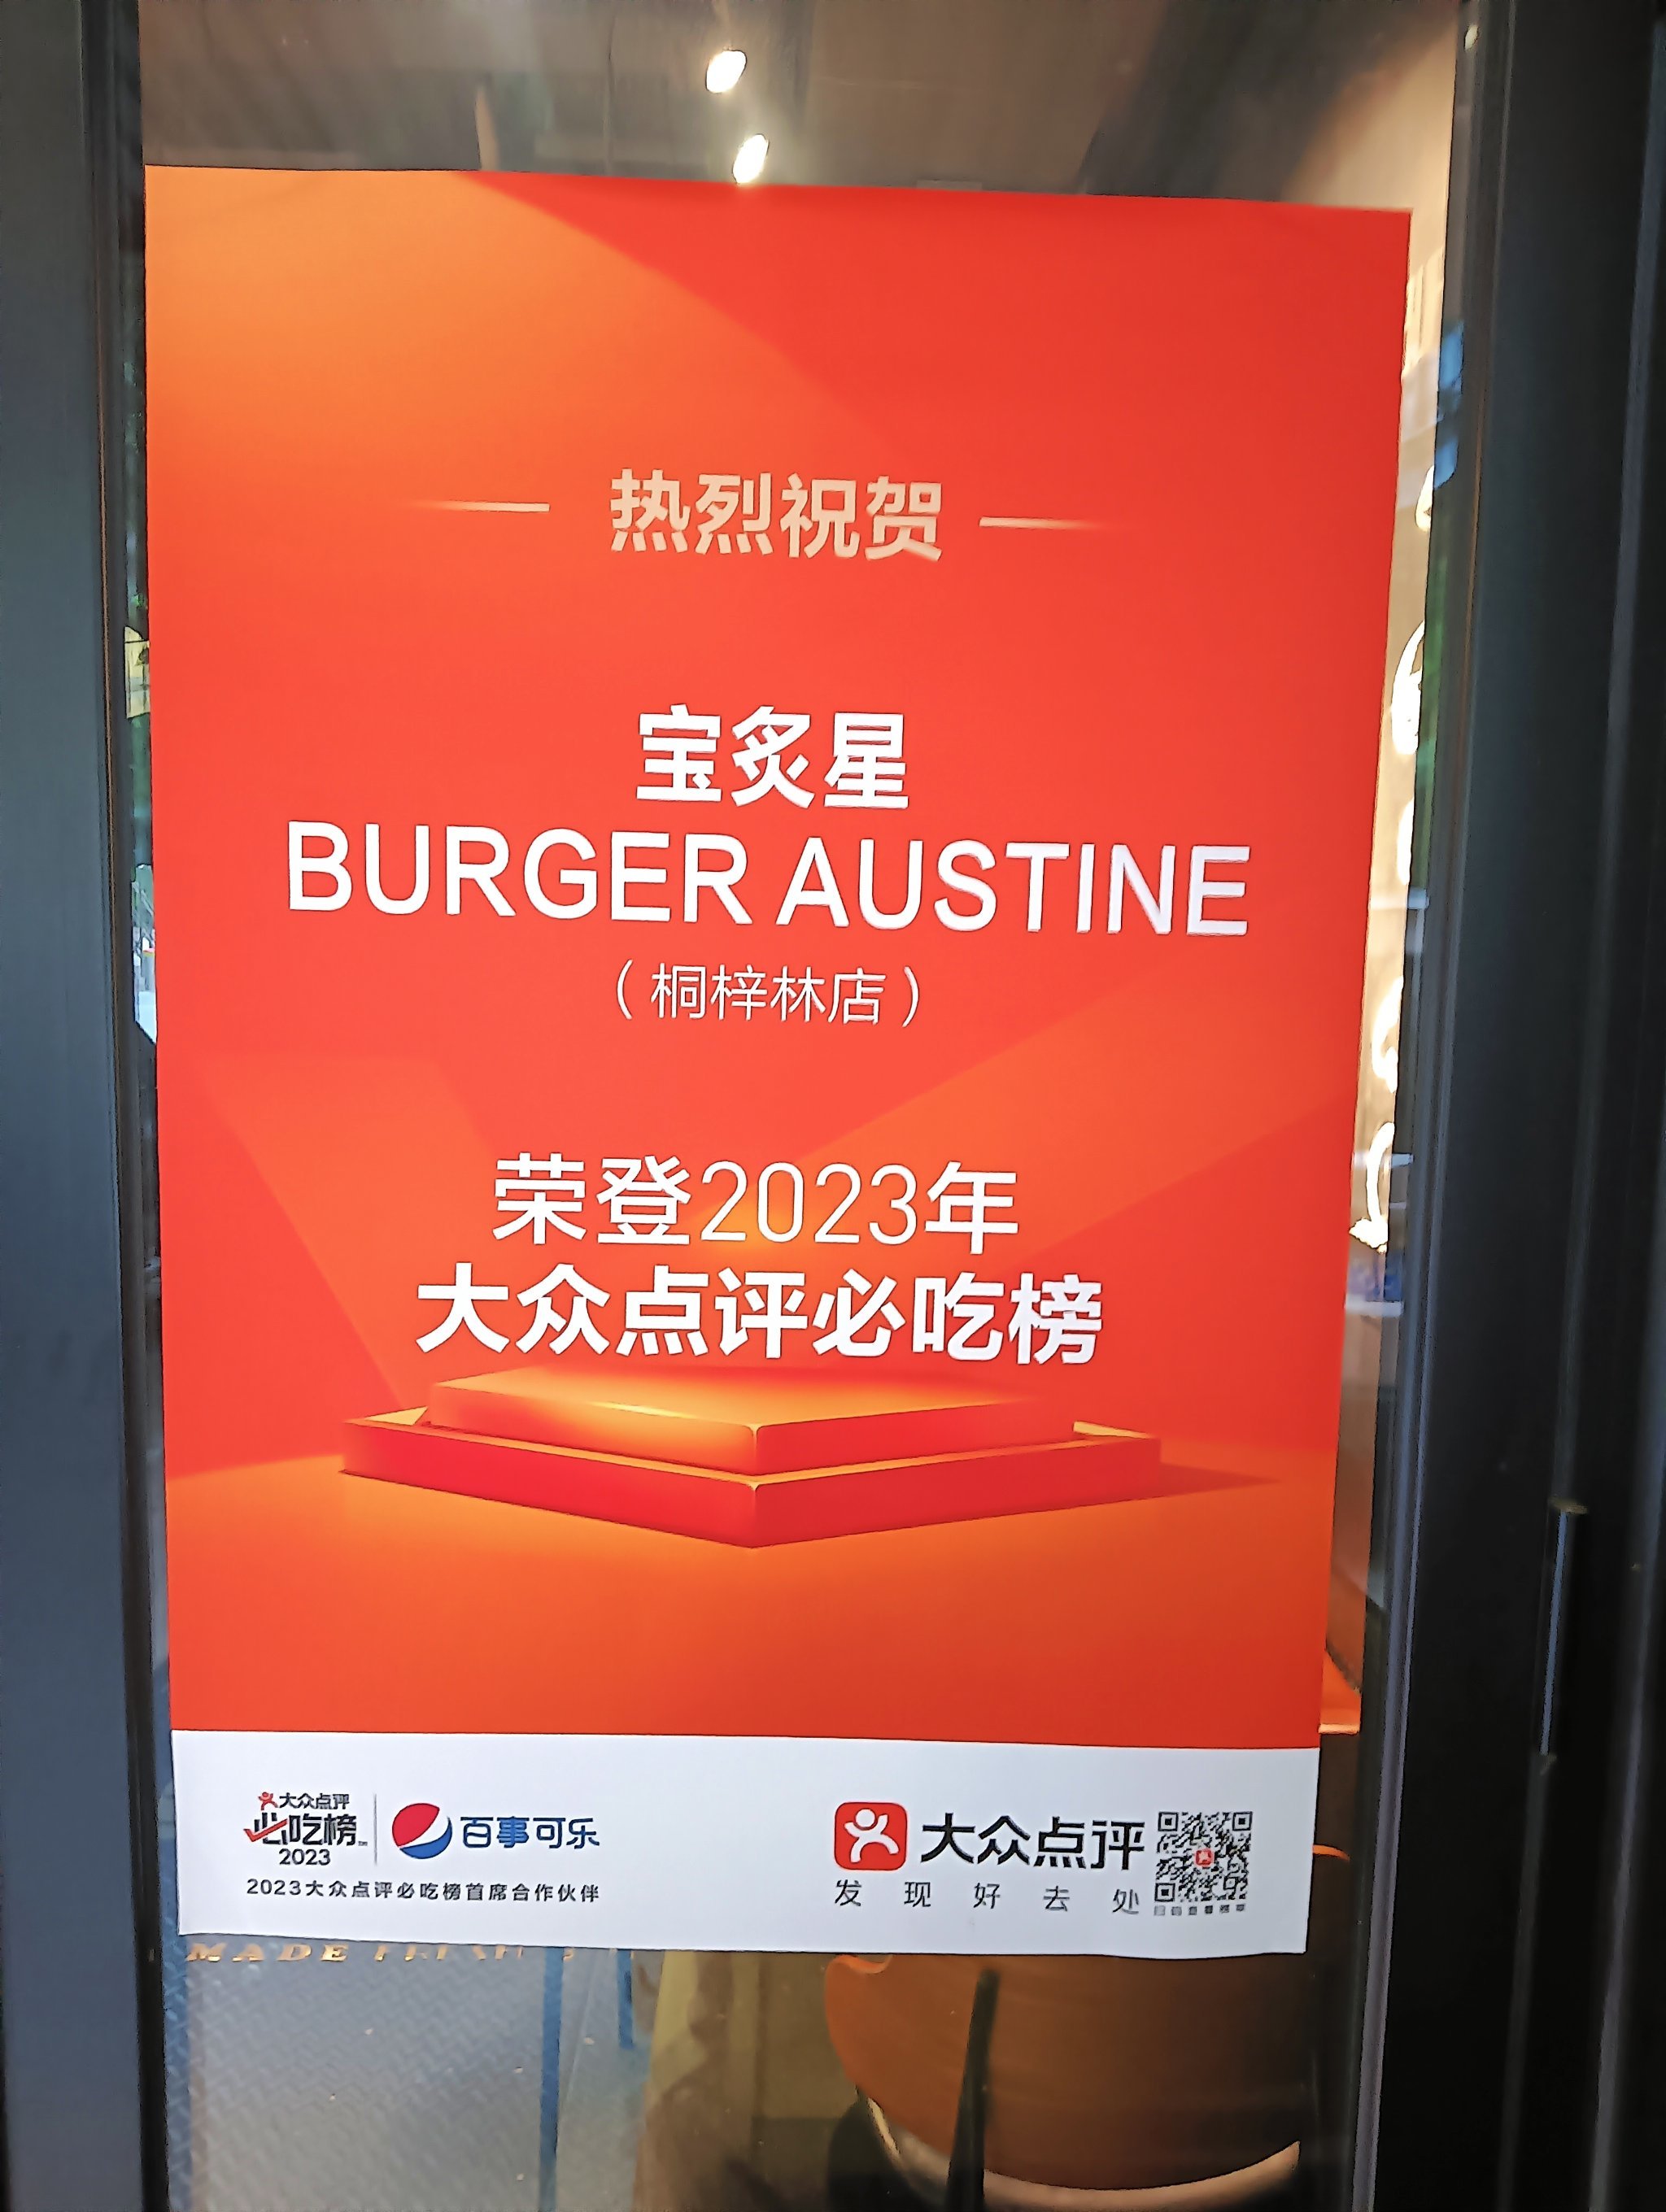 热烈祝贺
宝炙星
BURGER AUSTINE
（桐梓林店）
荣登2023年
大众点评必吃榜
大众点评
必吃榜
2023
百事可乐
2023大众点评必吃榜首席合作伙伴
大众点评
发现好去处
MADE